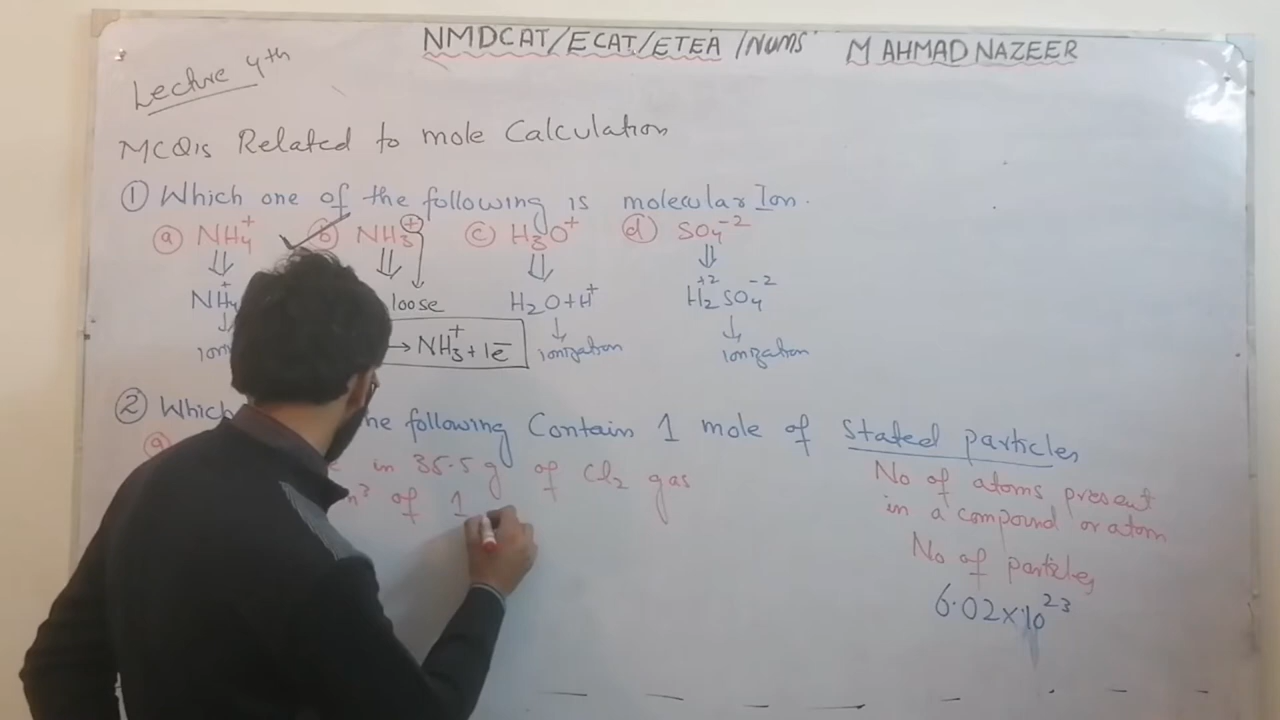 NMDCAT/ECAT/ETEA/NUMS M AHMAD NAZEER
Lecture 4th
MCQ,s Related to mole Calculation
① Which one of the following is molecular Ion.
ⓐ NH4+ ⓑ NH3+ ⓒ H3O+ ⓓ SO4-2
⇓ ⇓ ↓ ⇓ ⇓
NH4+ loose H2O+H+ H2+2SO4-2
↓ → NH3+ + 1e- ↓ ↓
ioni ionization ionization
② Which following Contain 1 mole of Stated Particles
ⓐ in 35.5 g of Cl2 gas
of 1
No of atoms present
in a compound or atom
No of particles
6.02×10^23